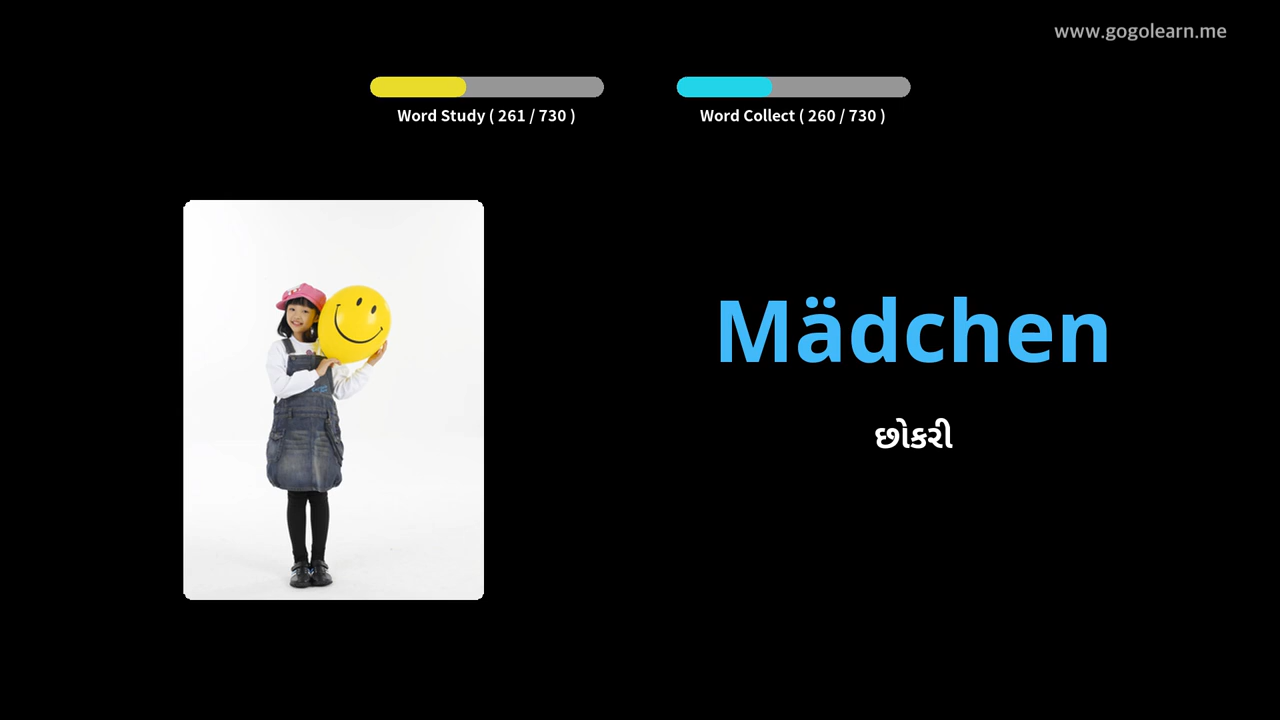 www.gogolearn.me
Word Study ( 261 / 730 )
Word Collect ( 260 / 730 )
Mädchen
છોકરી